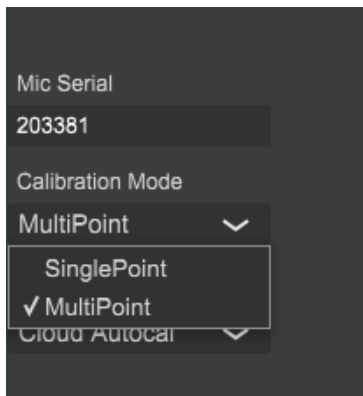 Mic Serial
203381
Calibration Mode
MultiPoint
SinglePoint
✓ MultiPoint
Cloud Autocal